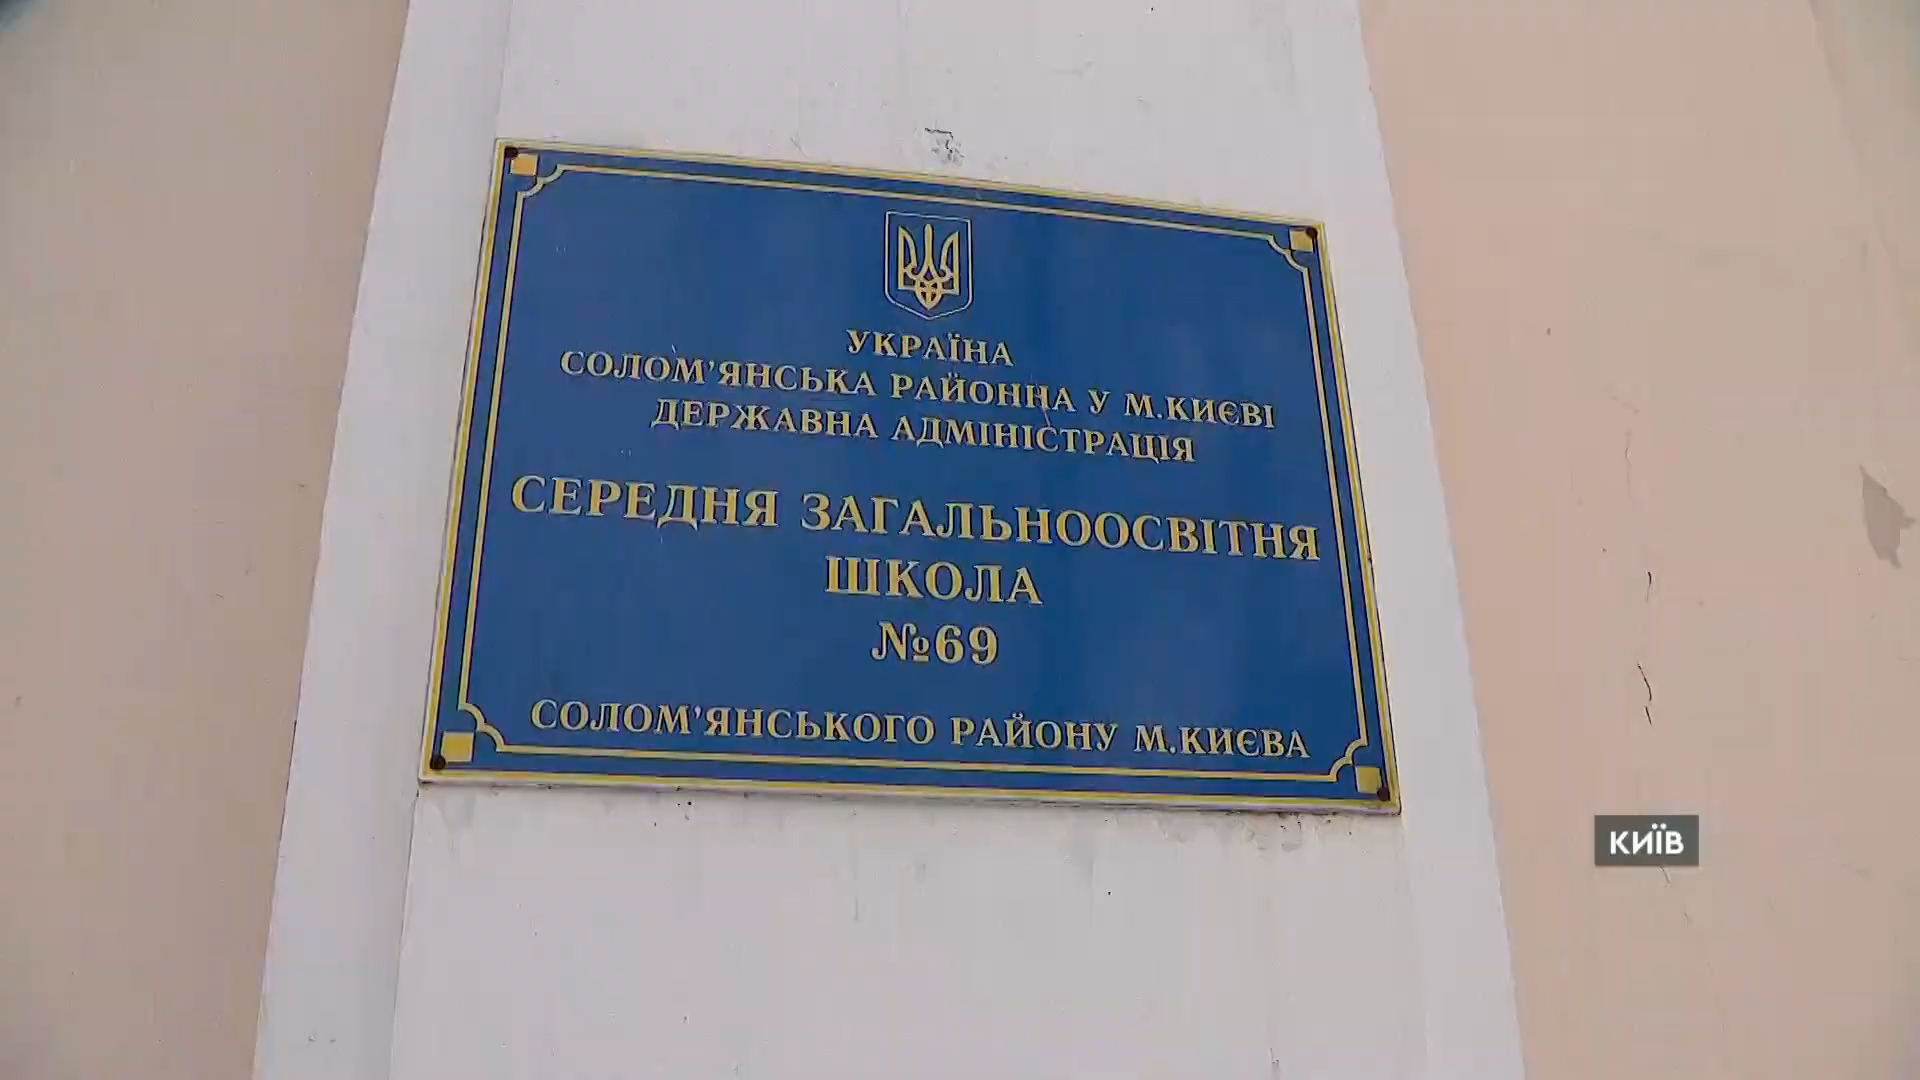 УКРАЇНА
СОЛОМ'ЯНСЬКА РАЙОННА У М.КИЄВІ
ДЕРЖАВНА АДМІНІСТРАЦІЯ
СЕРЕДНЯ ЗАГАЛЬНООСВІТНЯ
ШКОЛА
№69
СОЛОМ'ЯНСЬКОГО РАЙОНУ М.КИЄВА
КИЇВ